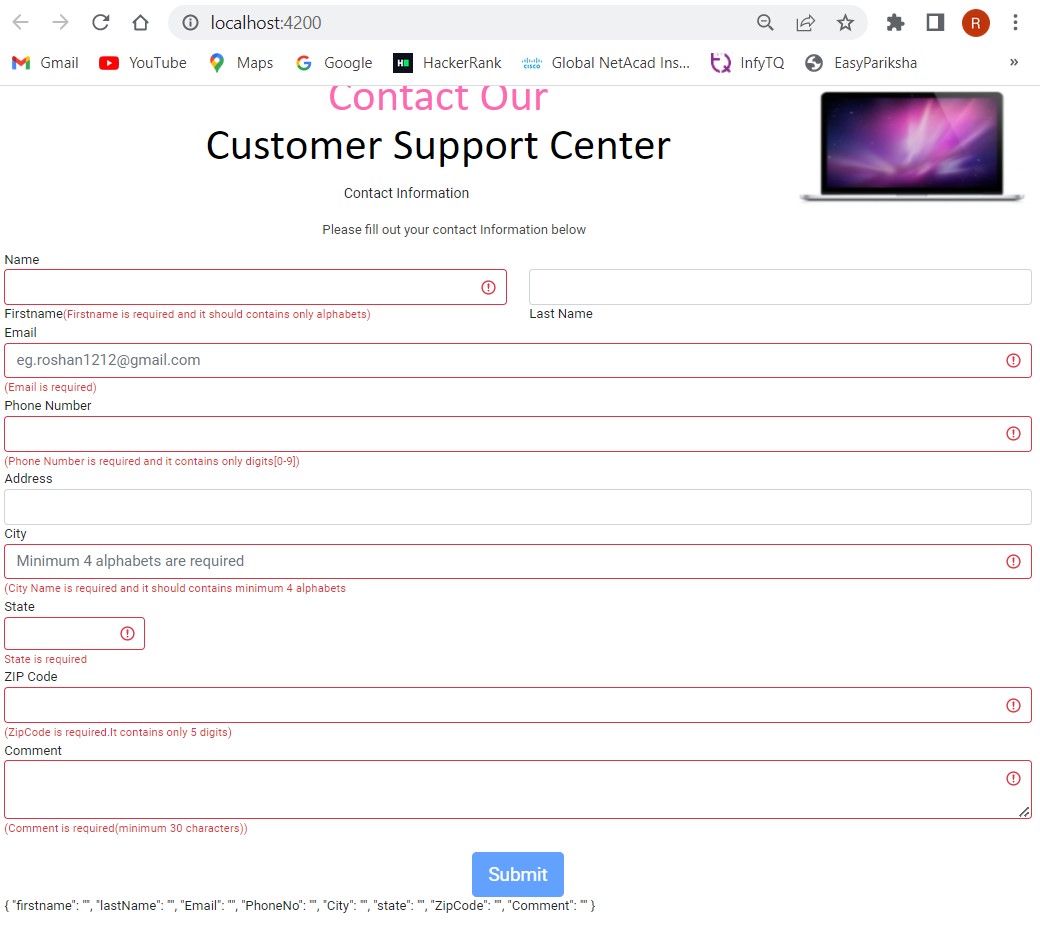 localhost:4200
R
Gmail YouTube Maps Google HackerRank Global NetAcad Ins... InfyTQ EasyPariksha »
Contact Our
Customer Support Center
Contact Information
Please fill out your contact Information below
Name
Firstname(Firstname is required and it should contains only alphabets) Last Name
Email
eg.roshan1212@gmail.com
(Email is required)
Phone Number
(Phone Number is required and it contains only digits[0-9])
Address
City
Minimum 4 alphabets are required
(City Name is required and it should contains minimum 4 alphabets
State
State is required
ZIP Code
(ZipCode is required.It contains only 5 digits)
Comment
(Comment is required(minimum 30 characters))
Submit
{ "firstname": "", "lastName": "", "Email": "", "PhoneNo": "", "City": "", "state": "", "ZipCode": "", "Comment": "" }